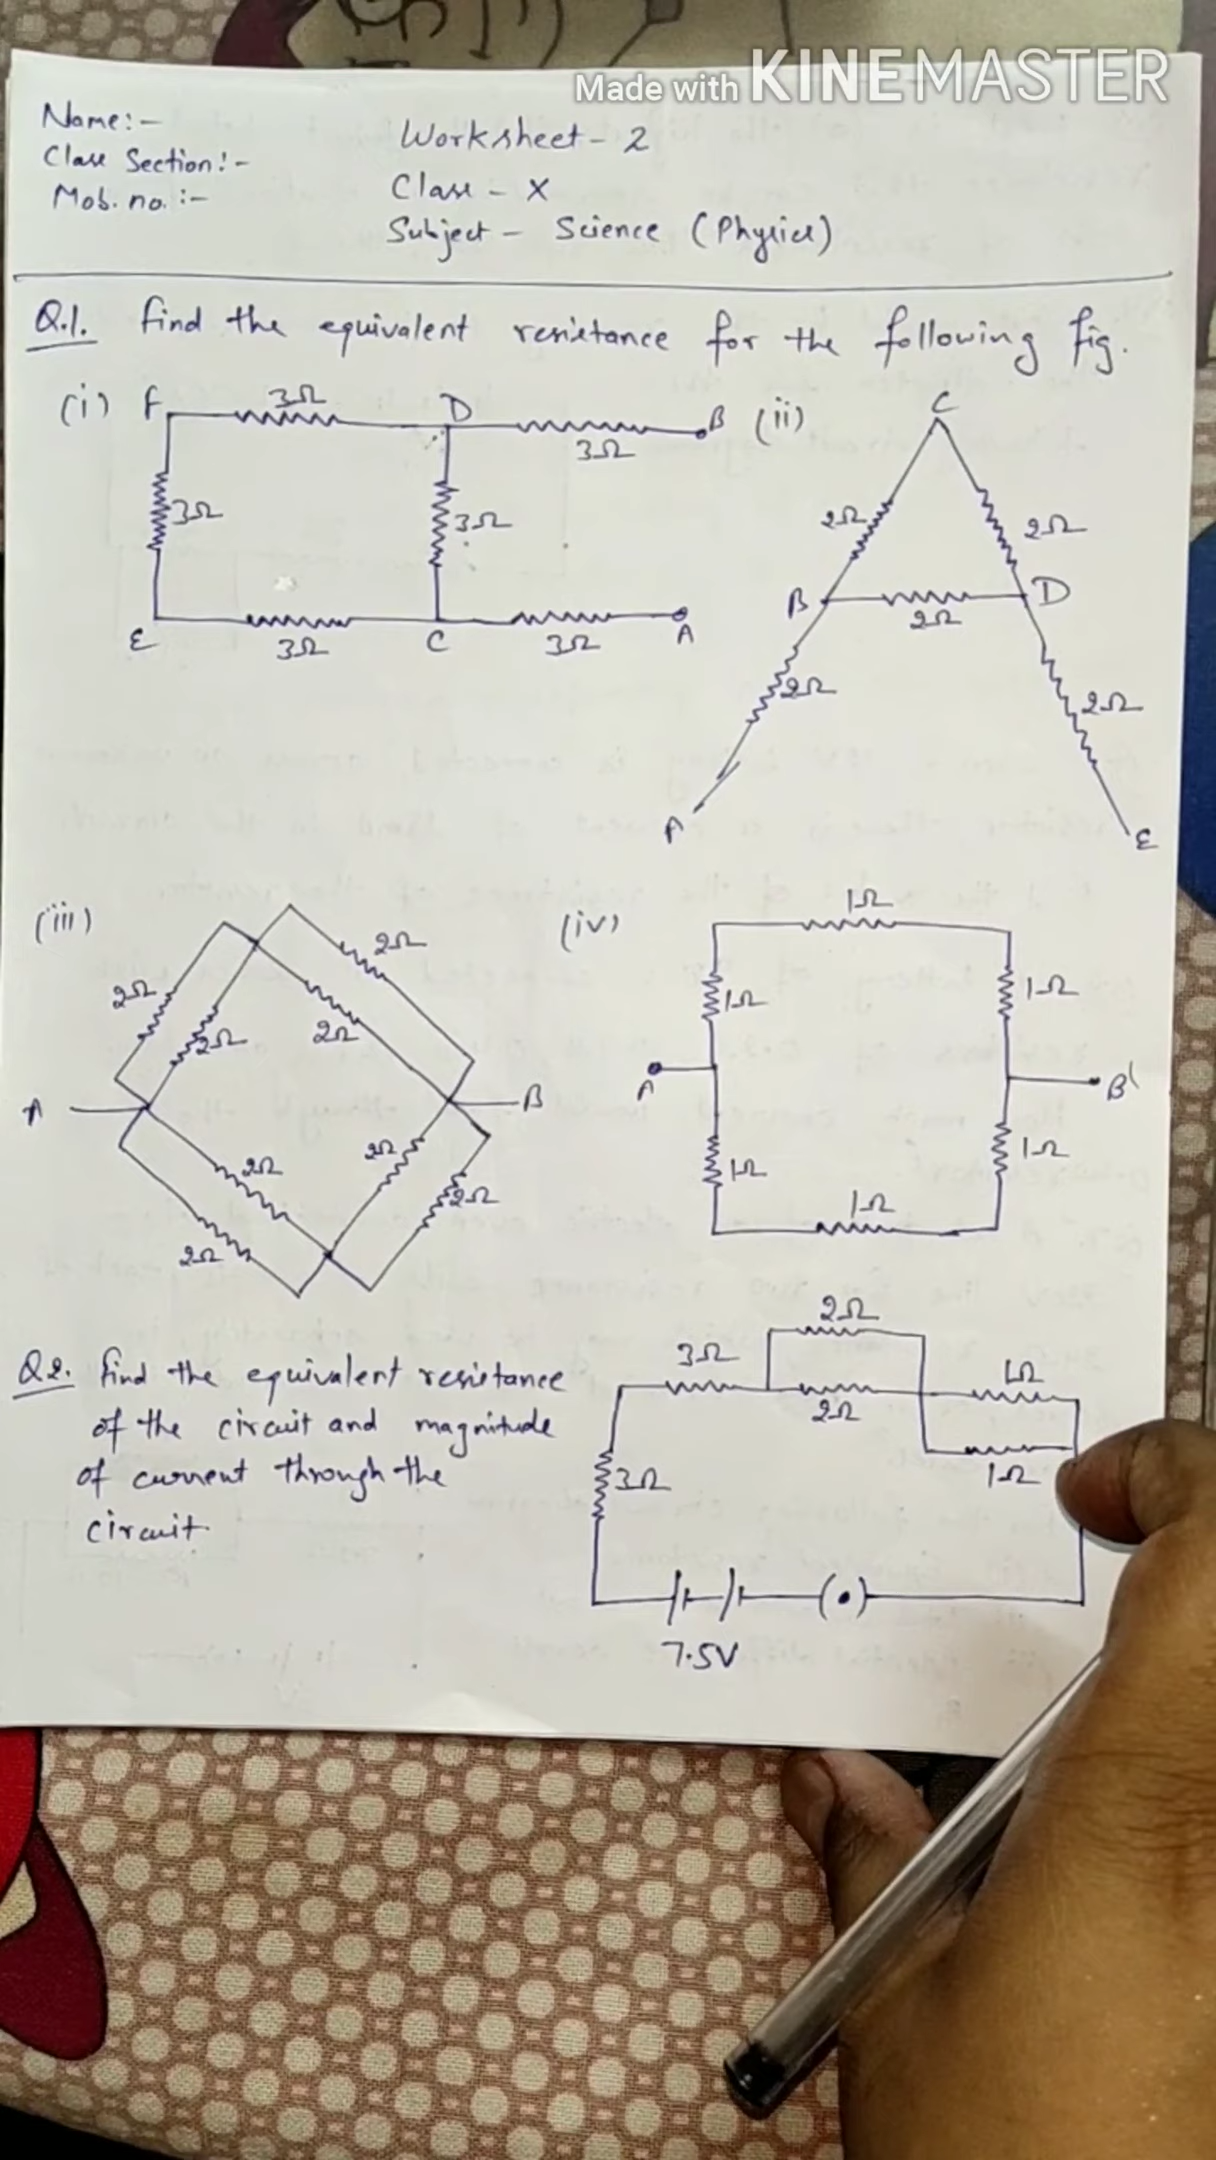 Made with KINEMASTER
Name:-
Class Section:-
Mob. no.:-
Worksheet - 2
Class - X
Subject - Science (Physics)
Q.1. find the equivalent resistance for the following fig.
(i) F 3Ω D 3Ω B
3Ω 3Ω
E 3Ω C 3Ω A
(ii) C
2Ω 2Ω
B 2Ω D
2Ω 2Ω
A E
(iii)
2Ω 2Ω
2Ω 2Ω
A B
2Ω 2Ω
2Ω 2Ω
(iv) 1Ω
1Ω 1Ω
A B
1Ω 1Ω
1Ω
Q2. find the equivalent resistance
of the circuit and magnitude
of current through the
circuit.
2Ω
3Ω 2Ω 1Ω
3Ω 1Ω
7.5V